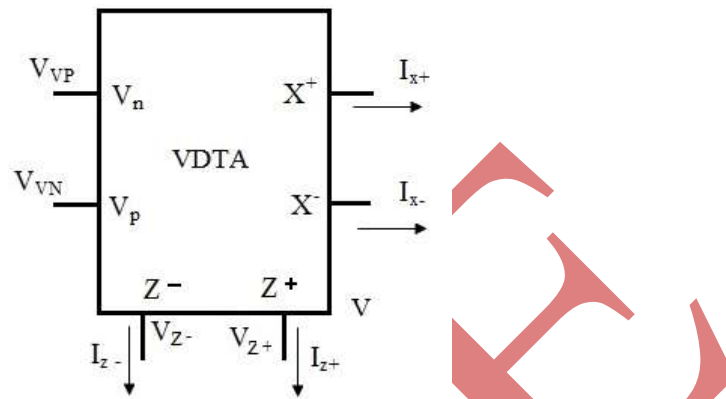 V_VP
V_n
X^+
I_x+
VDTA
V_VN
V_p
X^-
I_x-
Z - Z +
V
V_Z-
V_Z+
I_z -
I_z+